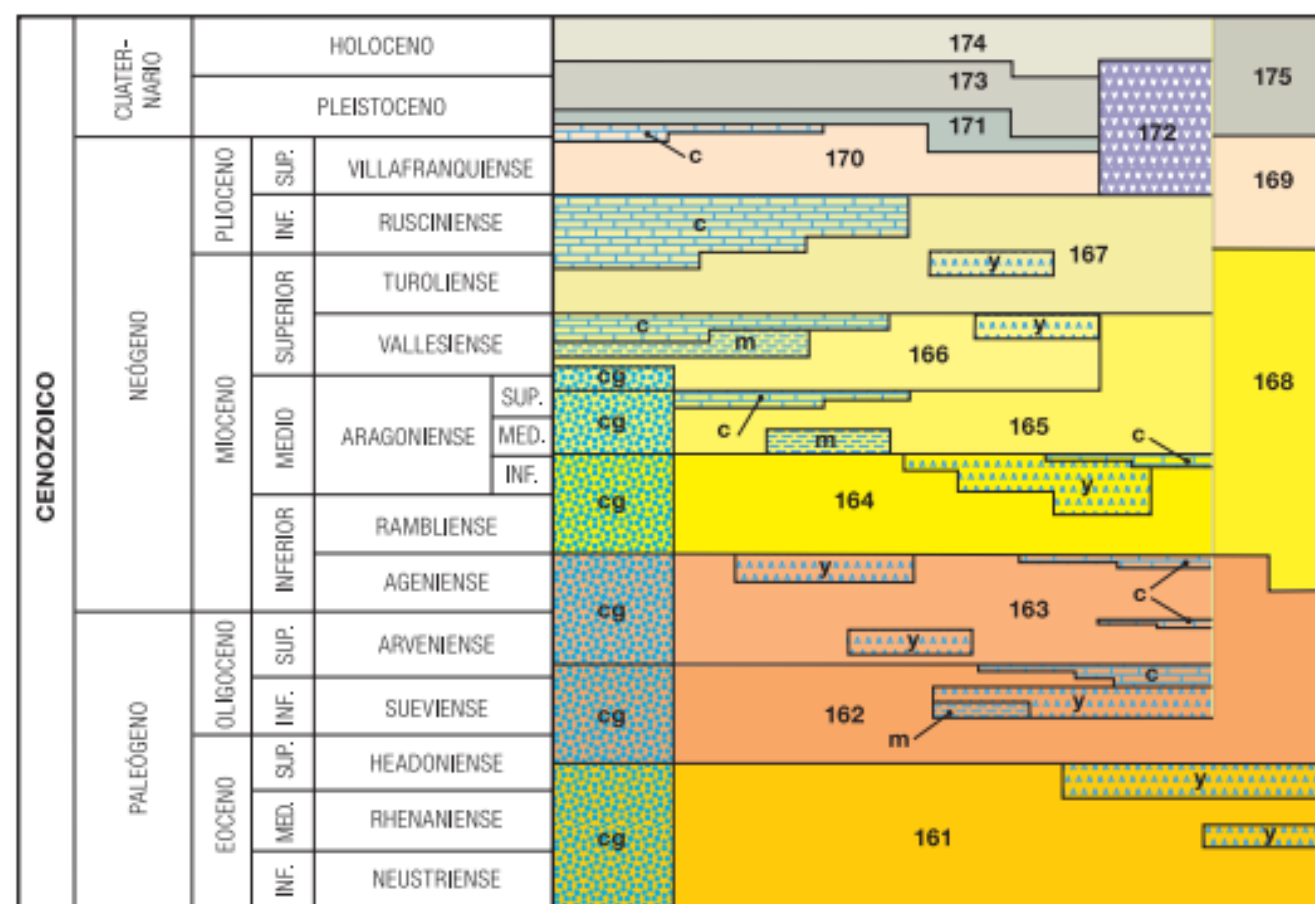 CENOZOICO
CUATER-
NARIO
HOLOCENO
PLEISTOCENO
NEÓGENO
PLIOCENO
SUP.
VILLAFRANQUIENSE
INF.
RUSCINIENSE
MIOCENO
SUPERIOR
TUROLIENSE
VALLESIENSE
MEDIO
ARAGONIENSE
SUP.
MED.
INF.
INFERIOR
RAMBLIENSE
AGENIENSE
PALEÓGENO
OLIGOCENO
SUP.
ARVENIENSE
INF.
SUEVIENSE
EOCENO
SUP.
HEADONIENSE
MED.
RHENANIENSE
INF.
NEUSTRIENSE
174
173
175
171
172
c
170
169
c
y
167
c
y
m
166
cg
168
cg
c
165
c
m
y
cg
164
y
c
cg
163
y
c
cg
162
y
m
y
cg
161
y